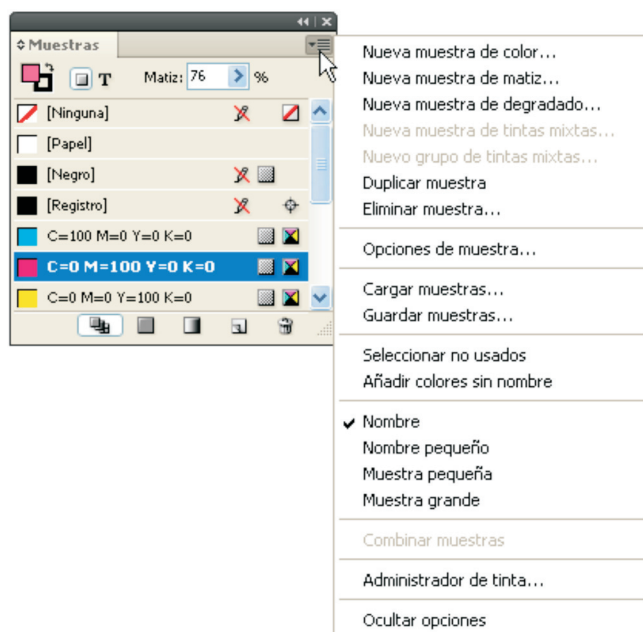 Muestras
T Matiz: 76 %
[Ninguna]
[Papel]
[Negro]
[Registro]
C=100 M=0 Y=0 K=0
C=0 M=100 Y=0 K=0
C=0 M=0 Y=100 K=0
Nueva muestra de color...
Nueva muestra de matiz...
Nueva muestra de degradado...
Nueva muestra de tintas mixtas...
Nuevo grupo de tintas mixtas...
Duplicar muestra
Eliminar muestra...
Opciones de muestra...
Cargar muestras...
Guardar muestras...
Seleccionar no usados
Añadir colores sin nombre
Nombre
Nombre pequeño
Muestra pequeña
Muestra grande
Combinar muestras
Administrador de tinta...
Ocultar opciones